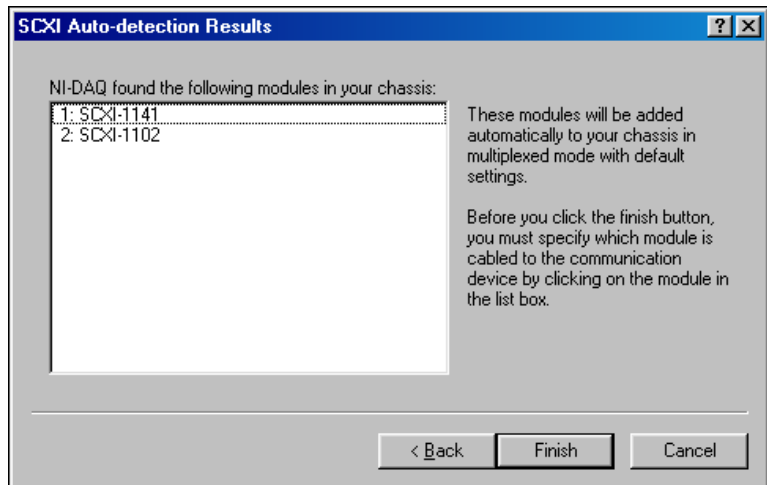 SCXI Auto-detection Results
NI-DAQ found the following modules in your chassis:
1: SCXI-1141
2: SCXI-1102
These modules will be added
automatically to your chassis in
multiplexed mode with default
settings.
Before you click the finish button,
you must specify which module is
cabled to the communication
device by clicking on the module in
the list box.
< Back
Finish
Cancel